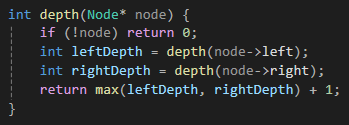 int depth(Node* node) {
    if (!node) return 0;
    int leftDepth = depth(node->left);
    int rightDepth = depth(node->right);
    return max(leftDepth, rightDepth) + 1;
}